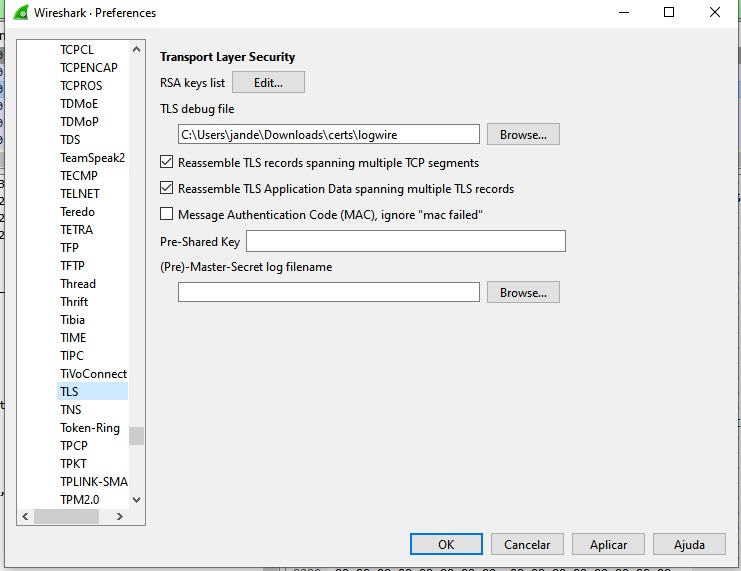 Wireshark · Preferences
TCPCL
TCPENCAP
TCPROS
TDMoE
TDMoP
TDS
TeamSpeak2
TECMP
TELNET
Teredo
TETRA
TFP
TFTP
Thread
Thrift
Tibia
TIME
TIPC
TiVoConnect
TLS
TNS
Token-Ring
TPCP
TPKT
TPLINK-SMA
TPM2.0
Transport Layer Security
RSA keys list Edit...
TLS debug file
C:\Users\jande\Downloads\certs\logwire Browse...
Reassemble TLS records spanning multiple TCP segments
Reassemble TLS Application Data spanning multiple TLS records
Message Authentication Code (MAC), ignore "mac failed"
Pre-Shared Key
(Pre)-Master-Secret log filename
Browse...
OK Cancelar Aplicar Ajuda